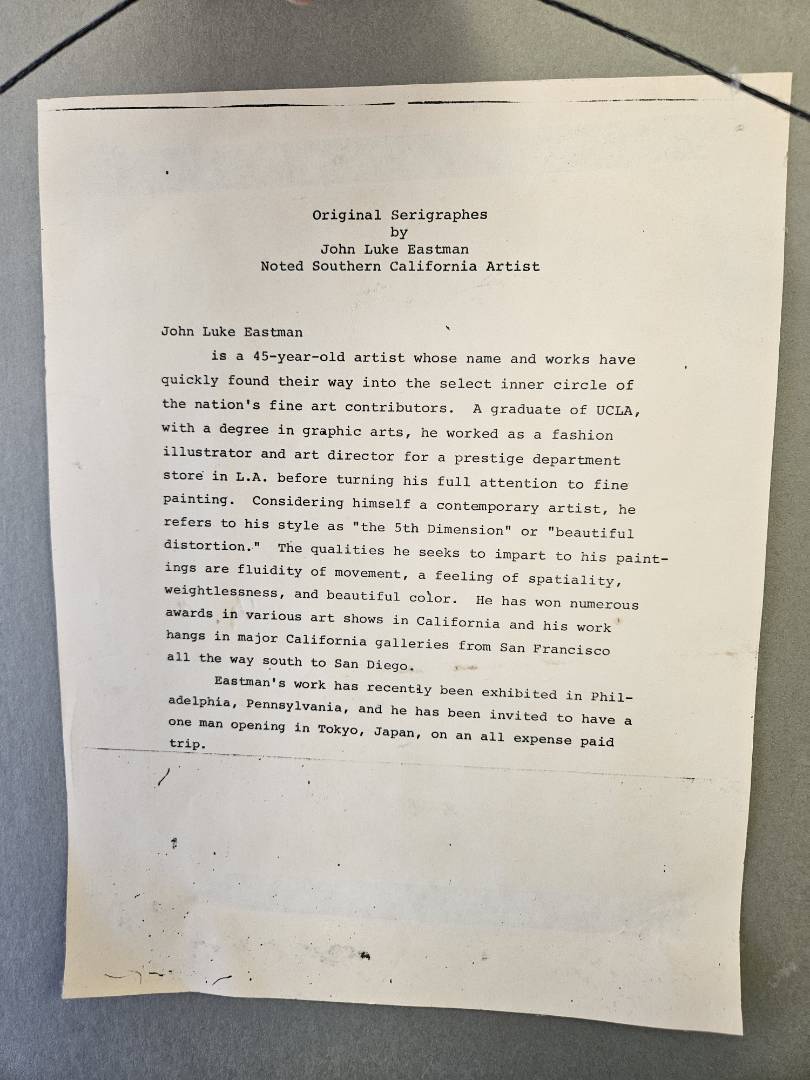 Original Serigraphes
by
John Luke Eastman
Noted Southern California Artist
John Luke Eastman
is a 45-year-old artist whose name and works have
quickly found their way into the select inner circle of
the nation's fine art contributors. A graduate of UCLA,
with a degree in graphic arts, he worked as a fashion
illustrator and art director for a prestige department
store in L.A. before turning his full attention to fine
painting. Considering himself a contemporary artist, he
refers to his style as "the 5th Dimension" or "beautiful
distortion." The qualities he seeks to impart to his paint-
ings are fluidity of movement, a feeling of spatiality,
weightlessness, and beautiful color. He has won numerous
awards in various art shows in California and his work
hangs in major California galleries from San Francisco
all the way south to San Diego.
Eastman's work has recently been exhibited in Phil-
adelphia, Pennsylvania, and he has been invited to have a
one man opening in Tokyo, Japan, on an all expense paid
trip.